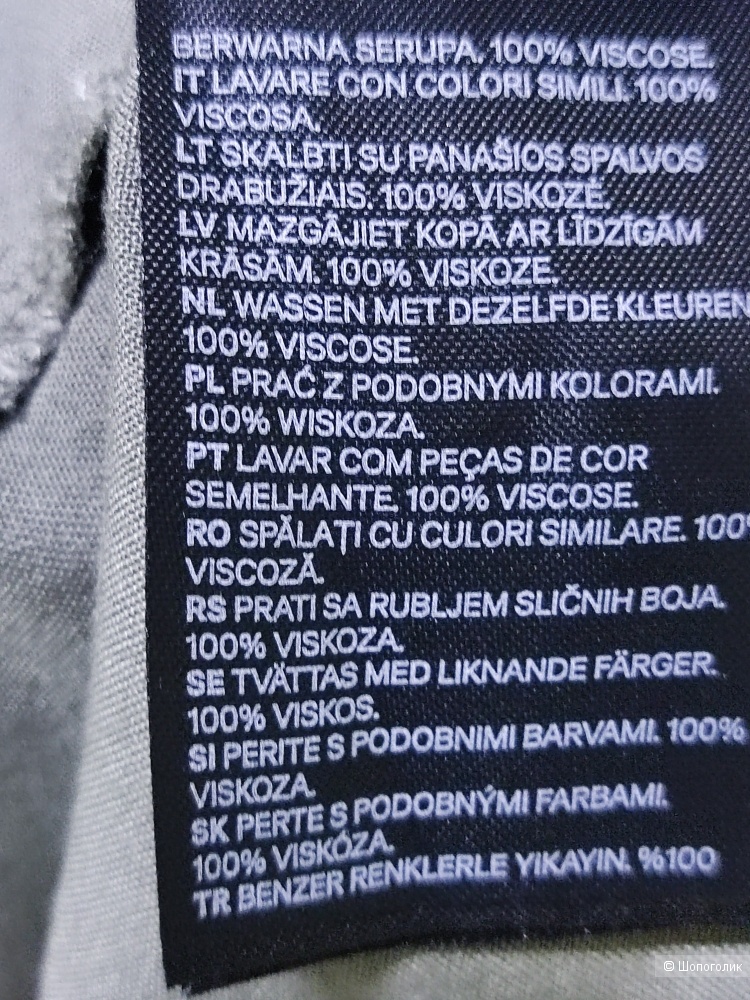 BERWARNA SERUPA. 100% VISCOSE.
IT LAVARE CON COLORI SIMILI. 100%
VISCOSA.
LT SKALBTI SU PANAŠIOS SPALVOS
DRABUŽIAIS. 100% VISKOZĖ.
LV MAZGĀJIET KOPĀ AR LĪDZĪGĀM
KRĀSĀM. 100% VISKOZE.
NL WASSEN MET DEZELFDE KLEUREN
100% VISCOSE.
PL PRAĆ Z PODOBNYMI KOLORAMI.
100% WISKOZA.
PT LAVAR COM PEÇAS DE COR
SEMELHANTE. 100% VISCOSE.
RO SPĂLAȚI CU CULORI SIMILARE. 100%
VISCOZĂ.
RS PRATI SA RUBLJEM SLIČNIH BOJA.
100% VISKOZA.
SE TVÄTTAS MED LIKNANDE FÄRGER.
100% VISKOS.
SI PERITE S PODOBNIMI BARVAMI. 100%
VISKOZA.
SK PERTE S PODOBNÝMI FARBAMI.
100% VISKÓZA.
TR BENZER RENKLERLE YIKAYIN. %100
© Шопоголик